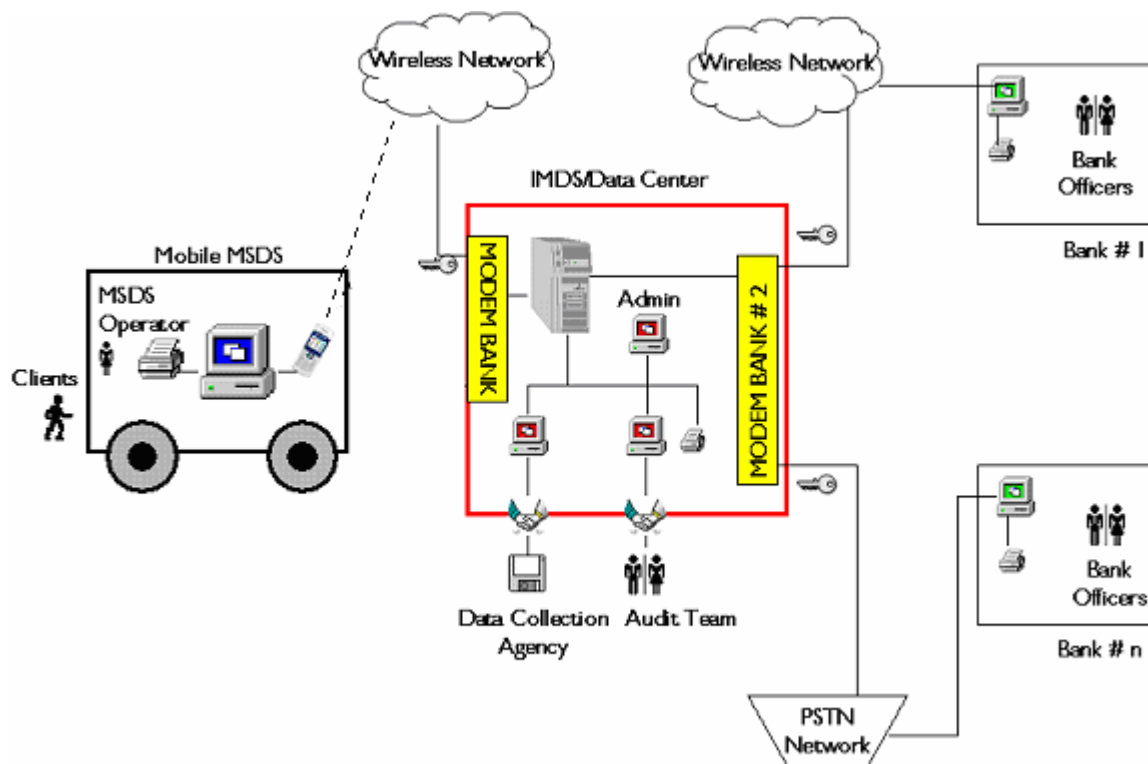 Wireless Network
Wireless Network
Bank
Officers
Bank # 1
IMDS/Data Center
MODEM BANK
Admin
MODEM BANK # 2
Mobile MSDS
MSDS
Operator
Clients
Data Collection
Agency
Audit Team
Bank
Officers
Bank # n
PSTN
Network